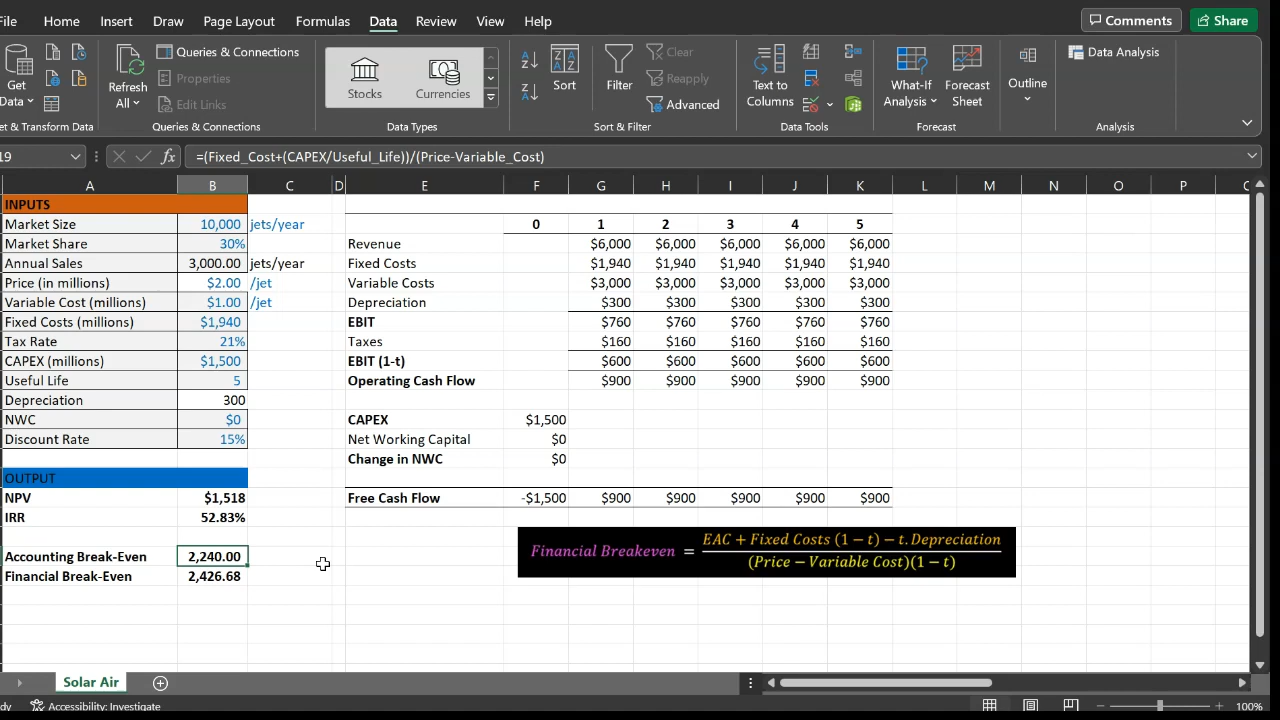 File Home Insert Draw Page Layout Formulas Data Review View Help Comments Share
Get Data
Refresh All
Queries & Connections
Properties
Edit Links
Stocks Currencies
Sort
Filter
Clear
Reapply
Advanced
Text to Columns
What-If Analysis
Forecast Sheet
Outline
Data Analysis
et & Transform Data Queries & Connections Data Types Sort & Filter Data Tools Forecast Analysis
19 fx =(Fixed_Cost+(CAPEX/Useful_Life))/(Price-Variable_Cost)
A B C D E F G H I J K L M N O P
INPUTS
Market Size 10,000 jets/year 0 1 2 3 4 5
Market Share 30% Revenue $6,000 $6,000 $6,000 $6,000 $6,000
Annual Sales 3,000.00 jets/year Fixed Costs $1,940 $1,940 $1,940 $1,940 $1,940
Price (in millions) $2.00 /jet Variable Costs $3,000 $3,000 $3,000 $3,000 $3,000
Variable Cost (millions) $1.00 /jet Depreciation $300 $300 $300 $300 $300
Fixed Costs (millions) $1,940 EBIT $760 $760 $760 $760 $760
Tax Rate 21% Taxes $160 $160 $160 $160 $160
CAPEX (millions) $1,500 EBIT (1-t) $600 $600 $600 $600 $600
Useful Life 5 Operating Cash Flow $900 $900 $900 $900 $900
Depreciation 300
NWC $0 CAPEX $1,500
Discount Rate 15% Net Working Capital $0
Change in NWC $0
OUTPUT
NPV $1,518 Free Cash Flow -$1,500 $900 $900 $900 $900 $900
IRR 52.83%
Accounting Break-Even 2,240.00
Financial Break-Even 2,426.68
Financial Breakeven = EAC + Fixed Costs (1 − t) − t. Depreciation
(Price − Variable Cost)(1 − t)
Solar Air
dy Accessibility: Investigate 100%